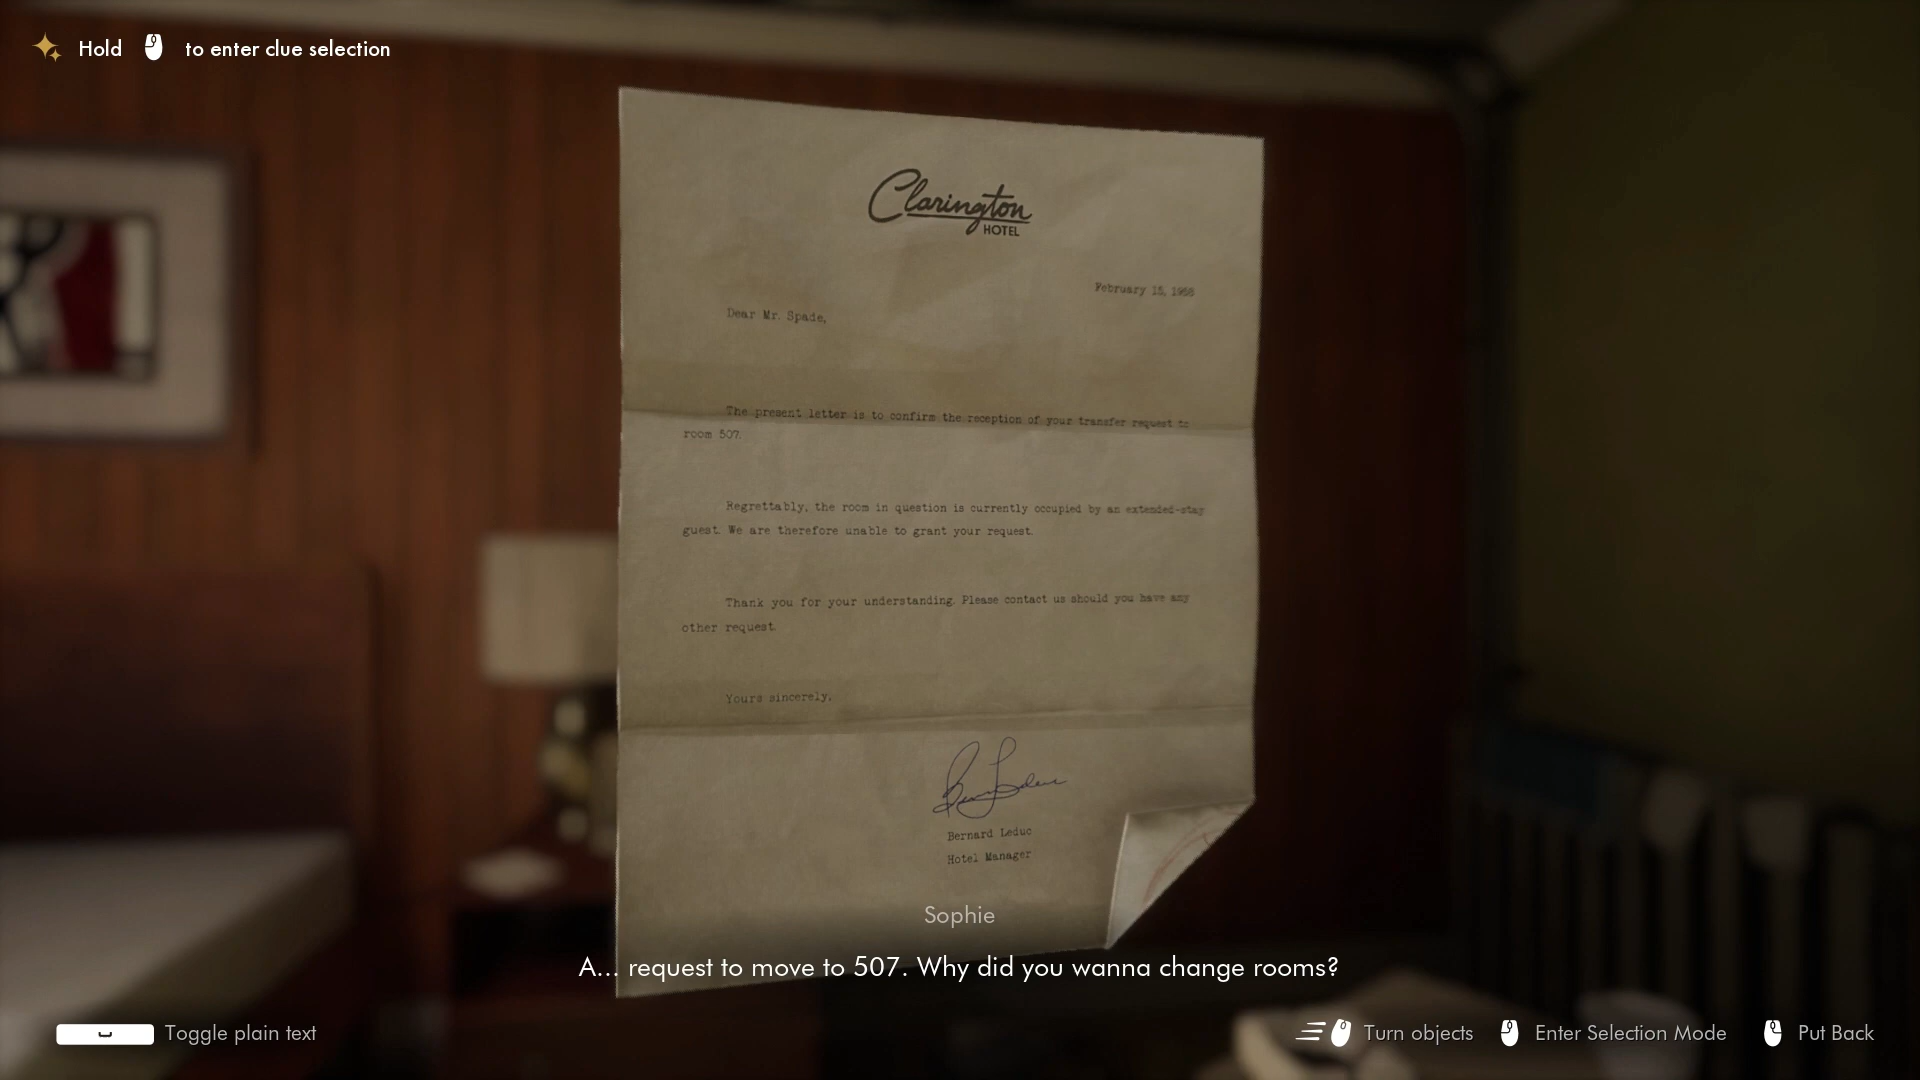 Hold to enter clue selection
Clarington
HOTEL
February 15, 1958
Dear Mr. Spade,
The present letter is to confirm the reception of your transfer request to
room 507.
Regrettably, the room in question is currently occupied by an extended-stay
guest. We are therefore unable to grant your request.
Thank you for your understanding. Please contact us should you have any
other request.
Yours sincerely,
Bernard Leduc
Hotel Manager
Sophie
A... request to move to 507. Why did you wanna change rooms?
Toggle plain text
Turn objects
Enter Selection Mode
Put Back